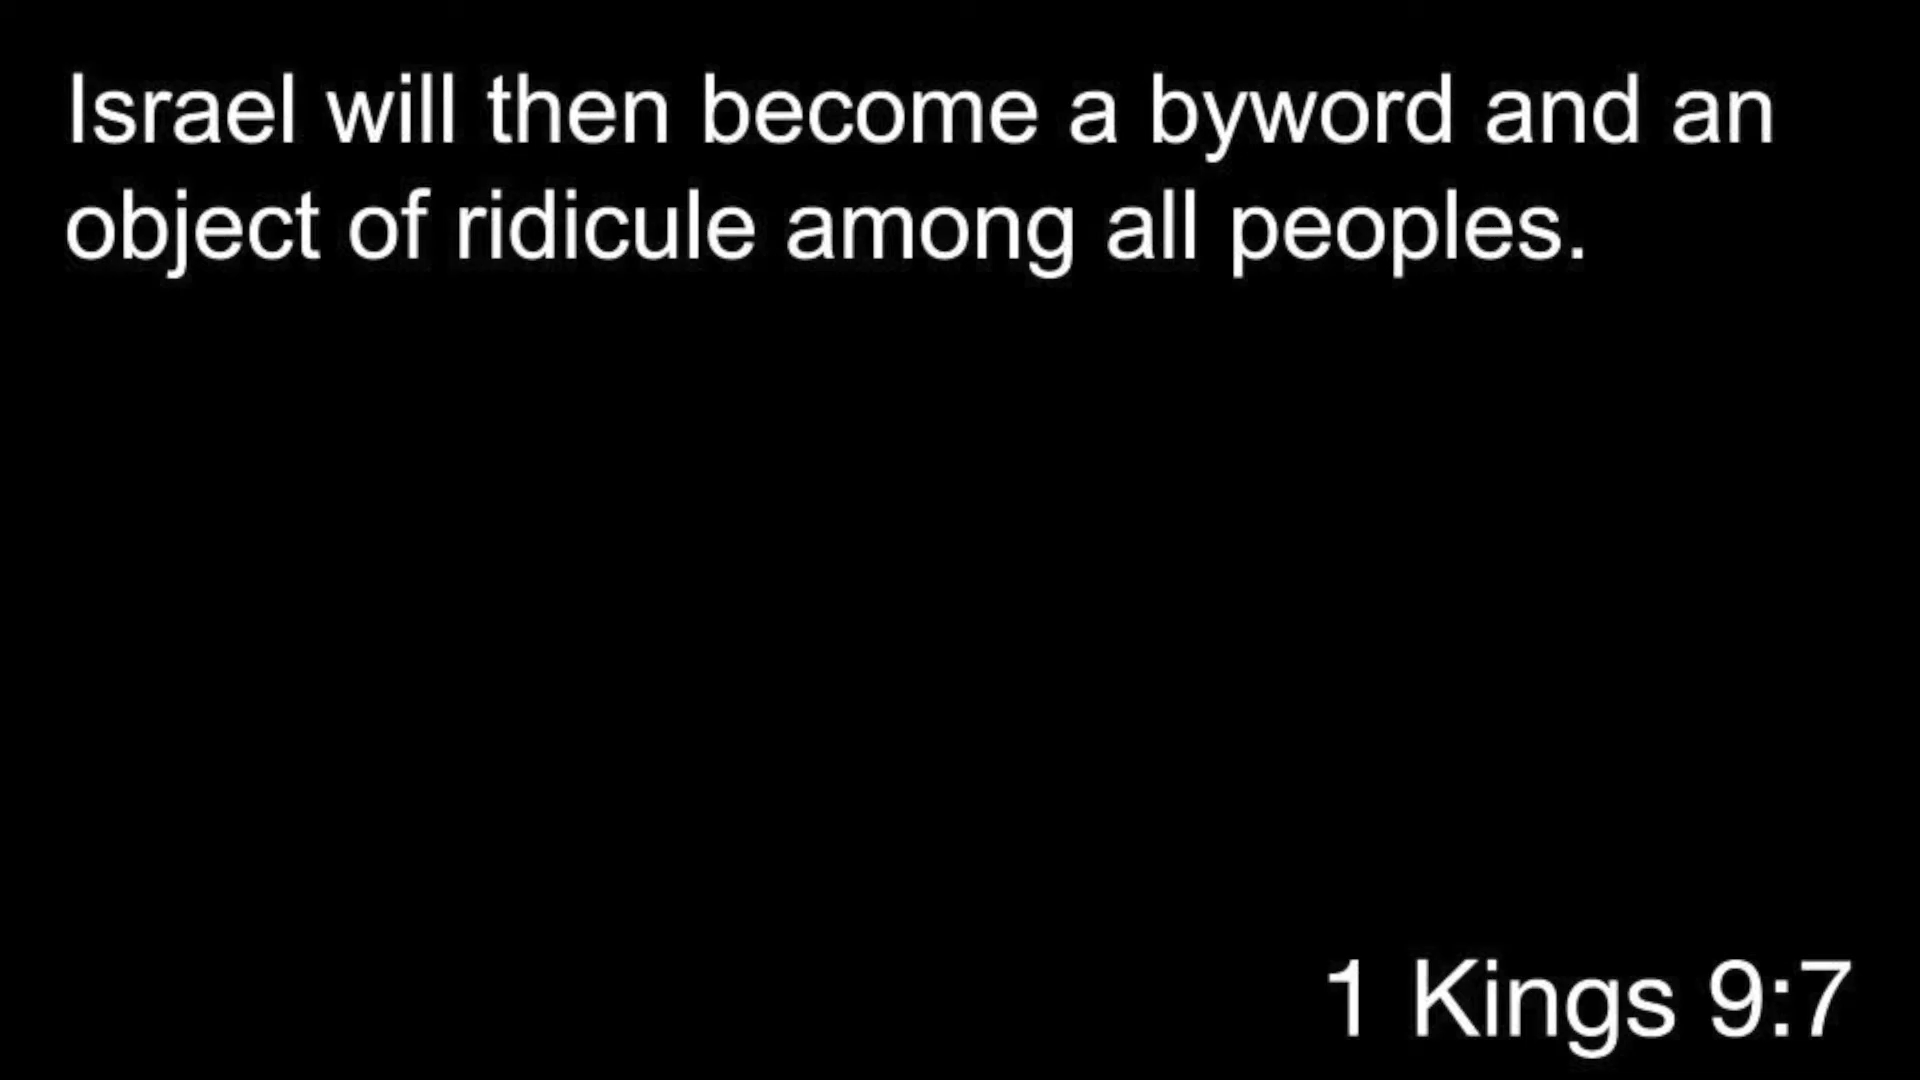 Israel will then become a byword and an
object of ridicule among all peoples.
1 Kings 9:7